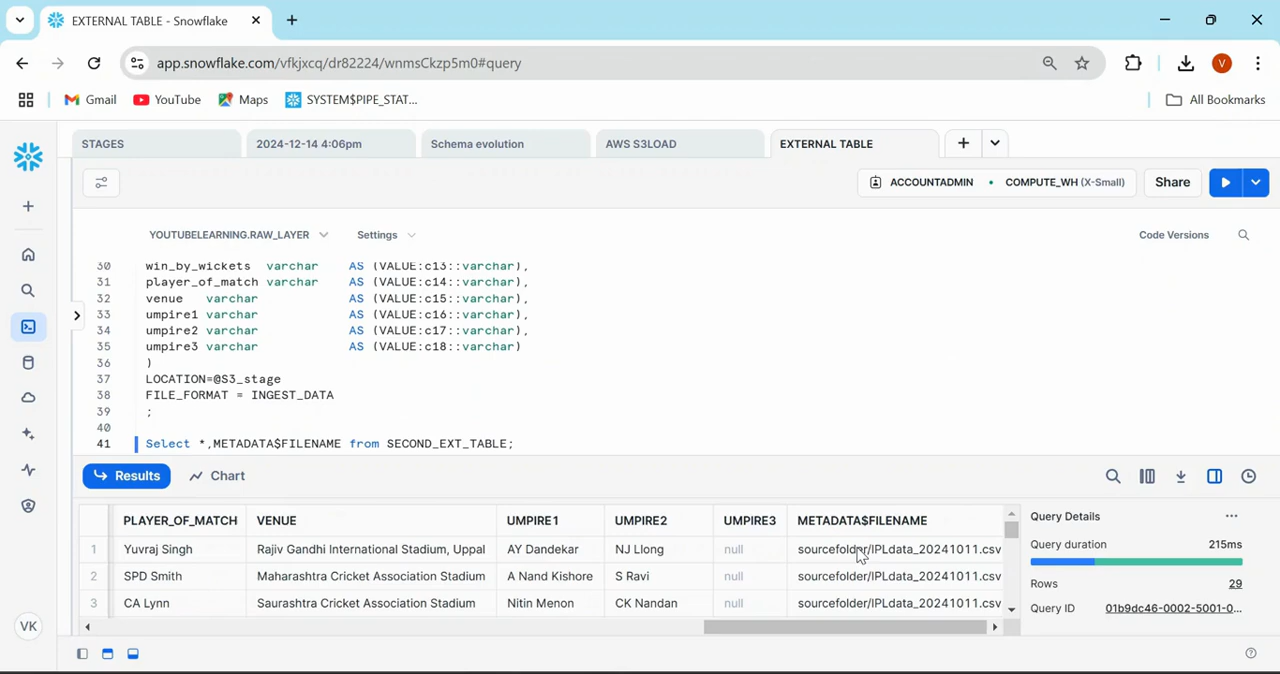 EXTERNAL TABLE - Snowflake
app.snowflake.com/vfkjxcq/dr82224/wnmsCkzp5m0#query
V
Gmail YouTube Maps SYSTEM$PIPE_STAT... All Bookmarks
STAGES 2024-12-14 4:06pm Schema evolution AWS S3LOAD EXTERNAL TABLE
ACCOUNTADMIN • COMPUTE_WH (X-Small) Share
YOUTUBELEARNING.RAW_LAYER Settings Code Versions
30 win_by_wickets varchar AS (VALUE:c13::varchar),
31 player_of_match varchar AS (VALUE:c14::varchar),
32 venue varchar AS (VALUE:c15::varchar),
33 umpire1 varchar AS (VALUE:c16::varchar),
34 umpire2 varchar AS (VALUE:c17::varchar),
35 umpire3 varchar AS (VALUE:c18::varchar)
36 )
37 LOCATION=@S3_stage
38 FILE_FORMAT = INGEST_DATA
39 ;
40
41 Select *,METADATA$FILENAME from SECOND_EXT_TABLE;
Results Chart
PLAYER_OF_MATCH VENUE UMPIRE1 UMPIRE2 UMPIRE3 METADATA$FILENAME
1 Yuvraj Singh Rajiv Gandhi International Stadium, Uppal AY Dandekar NJ Llong null sourcefolder/IPLdata_20241011.csv
2 SPD Smith Maharashtra Cricket Association Stadium A Nand Kishore S Ravi null sourcefolder/IPLdata_20241011.csv
3 CA Lynn Saurashtra Cricket Association Stadium Nitin Menon CK Nandan null sourcefolder/IPLdata_20241011.csv
Query Details ...
Query duration 215ms
Rows 29
Query ID 01b9dc46-0002-5001-0...
VK